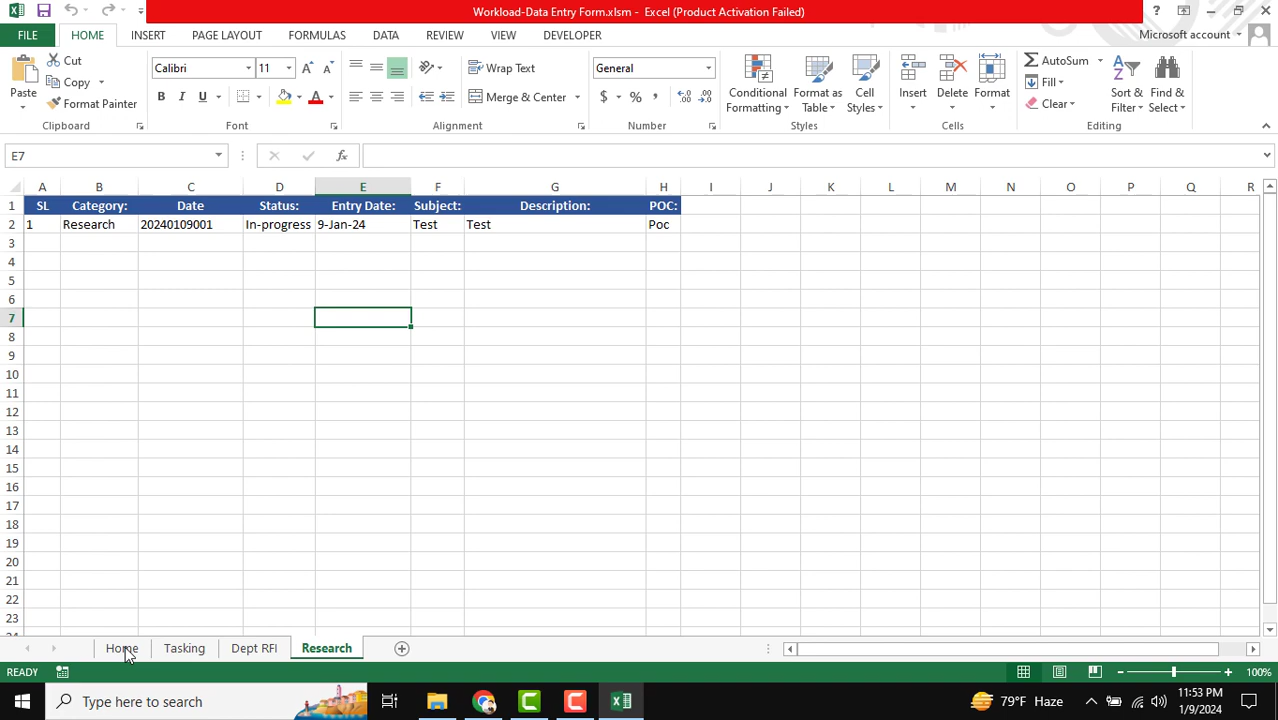 Workload-Data Entry Form.xlsm - Excel (Product Activation Failed)
?
FILE HOME INSERT PAGE LAYOUT FORMULAS DATA REVIEW VIEW DEVELOPER Microsoft account
Paste Cut Copy Format Painter
Clipboard
Calibri 11 A A
B I U A
Font
Wrap Text
Merge & Center
Alignment
General
$ % , .0 .00
Number
Conditional Formatting Format as Table Cell Styles
Styles
Insert Delete Format
Cells
AutoSum Fill Clear Sort & Filter Find & Select
Editing
E7 fx
A B C D E F G H I J K L M N O P Q R
1 SL Category: Date Status: Entry Date: Subject: Description: POC:
2 1 Research 20240109001 In-progress 9-Jan-24 Test Test Poc
3
4
5
6
7
8
9
10
11
12
13
14
15
16
17
18
19
20
21
22
23
Home Tasking Dept RFI Research
READY 100%
Type here to search 79°F Haze 11:53 PM
1/9/2024